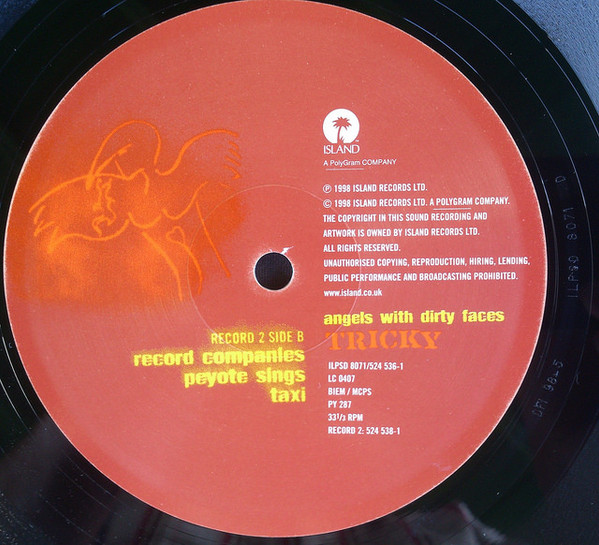 ISLAND
A PolyGram COMPANY
℗ 1998 ISLAND RECORDS LTD.
© 1998 ISLAND RECORDS LTD. A POLYGRAM COMPANY.
THE COPYRIGHT IN THIS SOUND RECORDING AND
ARTWORK IS OWNED BY ISLAND RECORDS LTD.
ALL RIGHTS RESERVED.
UNAUTHORISED COPYING, REPRODUCTION, HIRING, LENDING,
PUBLIC PERFORMANCE AND BROADCASTING PROHIBITED.
www.island.co.uk
angels with dirty faces
TRICKY
RECORD 2 SIDE B
record companies
peyote sings
taxi
ILPSD 8071/524 536-1
LC 0407
BIEM / MCPS
PY 287
33⅓ RPM
RECORD 2: 524 538-1
ILPSD 8071 D